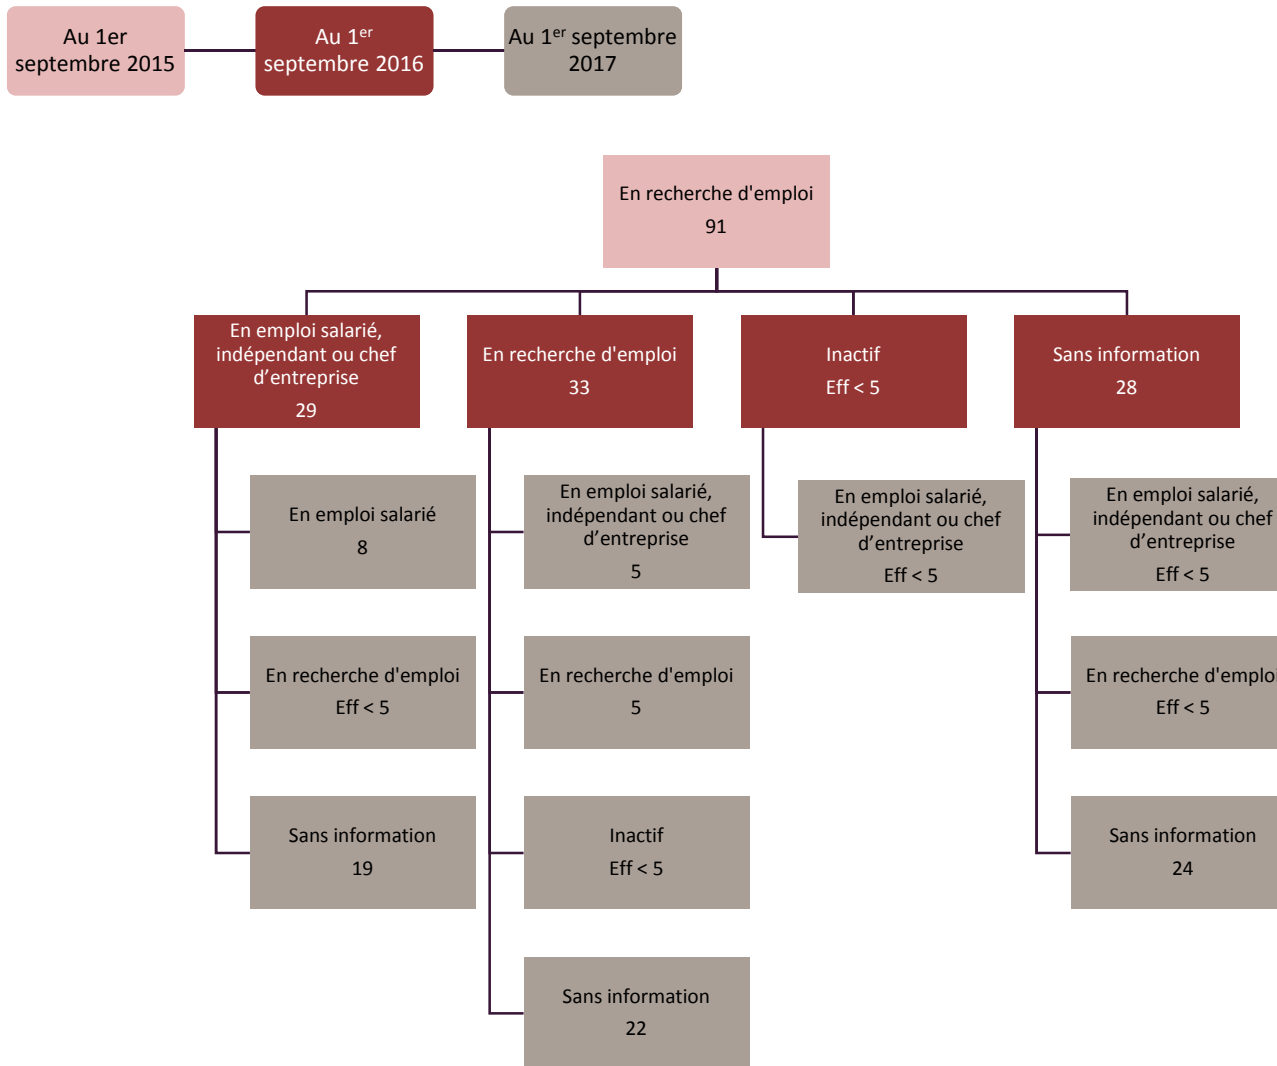 Au 1er
septembre 2015
Au 1er
septembre 2016
Au 1er septembre
2017
En recherche d'emploi
91
En emploi salarié,
indépendant ou chef
d’entreprise
29
En recherche d'emploi
33
Inactif
Eff < 5
Sans information
28
En emploi salarié
8
En emploi salarié,
indépendant ou chef
d’entreprise
5
En emploi salarié,
indépendant ou chef
d’entreprise
Eff < 5
En emploi salarié,
indépendant ou chef
d’entreprise
Eff < 5
En recherche d'emploi
Eff < 5
En recherche d'emploi
5
En recherche d'emploi
Eff < 5
Sans information
19
Inactif
Eff < 5
Sans information
24
Sans information
22